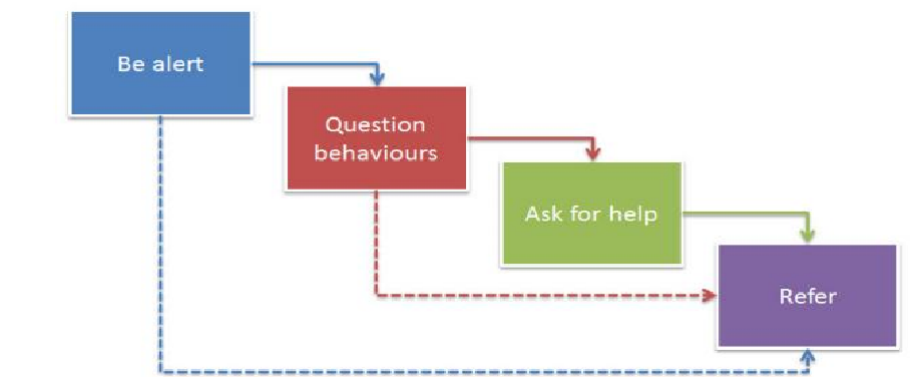 Be alert
Question
behaviours
Ask for help
Refer